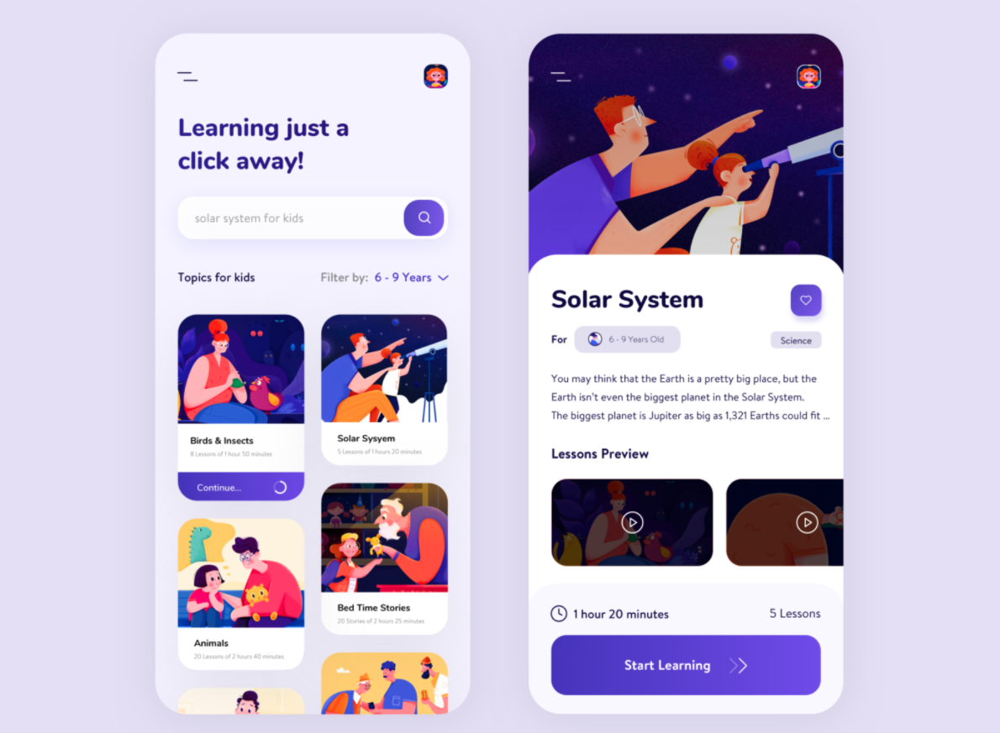 Learning just a
click away!
solar system for kids
Topics for kids
Filter by: 6 - 9 Years
Birds & Insects
8 Lessons of 1 hour 50 minutes
Continue...
Solar Sysyem
5 Lessons of 1 hours 20 minutes
Animals
20 Lessons of 2 hours 40 minutes
Bed Time Stories
20 Stories of 2 hours 25 minutes
Solar System
For 6 - 9 Years Old
Science
You may think that the Earth is a pretty big place, but the
Earth isn't even the biggest planet in the Solar System.
The biggest planet is Jupiter as big as 1,321 Earths could fit ...
Lessons Preview
1 hour 20 minutes
5 Lessons
Start Learning